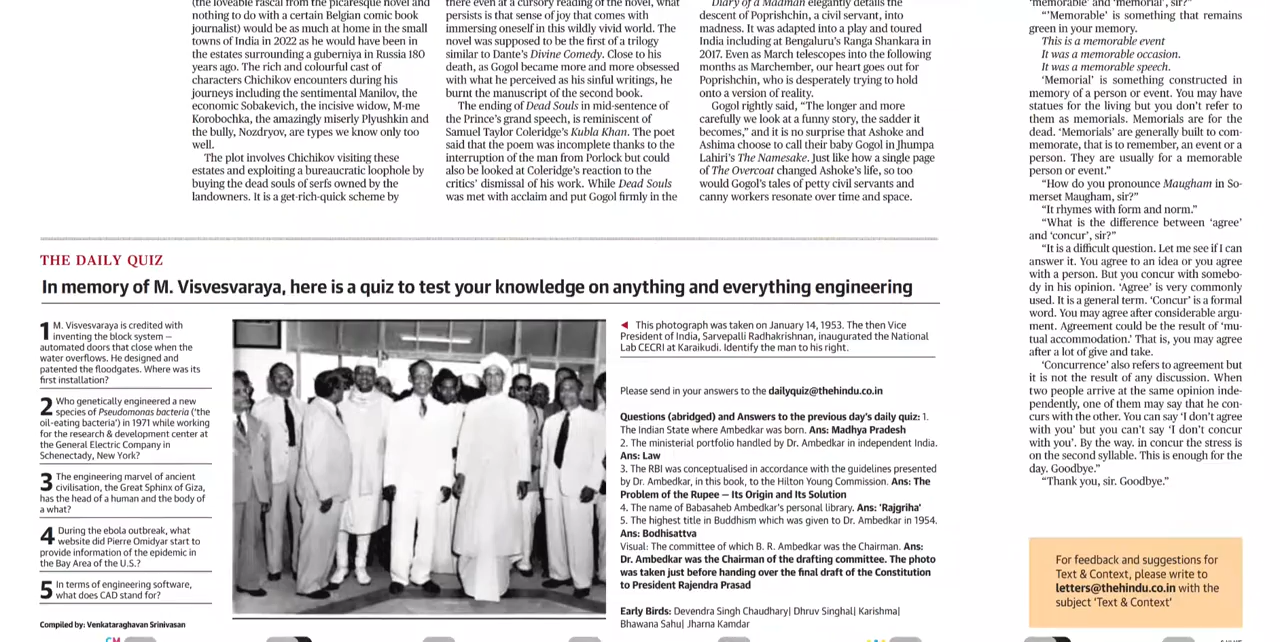 (the loveable rascal from the picaresque novel and
nothing to do with a certain Belgian comic book
journalist) would be as much at home in the small
towns of India in 2022 as he would have been in
the estates surrounding a guberniya in Russia 180
years ago. The rich and colourful cast of
characters Chichikov encounters during his
journeys including the sentimental Manilov, the
economic Sobakevich, the incisive widow, M-me
Korobochka, the amazingly miserly Plyushkin and
the bully, Nozdryov, are types we know only too
well.
The plot involves Chichikov visiting these
estates and exploiting a bureaucratic loophole by
buying the dead souls of serfs owned by the
landowners. It is a get-rich-quick scheme by
there even at a cursory reading of the novel, what
persists is that sense of joy that comes with
immersing oneself in this wildly vivid world. The
novel was supposed to be the first of a trilogy
similar to Dante's Divine Comedy. Close to his
death, as Gogol became more and more obsessed
with what he perceived as his sinful writings, he
burnt the manuscript of the second book.
The ending of Dead Souls in mid-sentence of
the Prince's grand speech, is reminiscent of
Samuel Taylor Coleridge's Kubla Khan. The poet
said that the poem was incomplete thanks to the
interruption of the man from Porlock but could
also be looked at Coleridge's reaction to the
critics' dismissal of his work. While Dead Souls
was met with acclaim and put Gogol firmly in the
Diary of a Madman elegantly details the
descent of Poprishchin, a civil servant, into
madness. It was adapted into a play and toured
India including at Bengaluru's Ranga Shankara in
2017. Even as March telescopes into the following
months as Marchember, our heart goes out for
Poprishchin, who is desperately trying to hold
onto a version of reality.
Gogol rightly said, "The longer and more
carefully we look at a funny story, the sadder it
becomes," and it is no surprise that Ashoke and
Ashima choose to call their baby Gogol in Jhumpa
Lahiri's The Namesake. Just like how a single page
of The Overcoat changed Ashoke's life, so too
would Gogol's tales of petty civil servants and
canny workers resonate over time and space.
'memorable' and 'memorial', sir?"
"'Memorable' is something that remains
green in your memory.
This is a memorable event
It was a memorable occasion.
It was a memorable speech.
'Memorial' is something constructed in
memory of a person or event. You may have
statues for the living but you don't refer to
them as memorials. Memorials are for the
dead. 'Memorials' are generally built to com-
memorate, that is to remember, an event or a
person. They are usually for a memorable
person or event."
"How do you pronounce Maugham in So-
merset Maugham, sir?"
"It rhymes with form and norm."
"What is the difference between 'agree'
and 'concur', sir?"
"It is a difficult question. Let me see if I can
answer it. You agree to an idea or you agree
with a person. But you concur with somebo-
dy in his opinion. 'Agree' is very commonly
used. It is a general term. 'Concur' is a formal
word. You may agree after considerable argu-
ment. Agreement could be the result of 'mu-
tual accommodation.' That is, you may agree
after a lot of give and take.
'Concurrence' also refers to agreement but
it is not the result of any discussion. When
two people arrive at the same opinion inde-
pendently, one of them may say that he con-
curs with the other. You can say 'I don't agree
with you' but you can't say 'I don't concur
with you'. By the way. in concur the stress is
on the second syllable. This is enough for the
day. Goodbye."
"Thank you, sir. Goodbye."
THE DAILY QUIZ
In memory of M. Visvesvaraya, here is a quiz to test your knowledge on anything and everything engineering
1 M. Visvesvaraya is credited with
inventing the block system —
automated doors that close when the
water overflows. He designed and
patented the floodgates. Where was its
first installation?
2 Who genetically engineered a new
species of Pseudomonas bacteria ('the
oil-eating bacteria') in 1971 while working
for the research & development center at
the General Electric Company in
Schenectady, New York?
3 The engineering marvel of ancient
civilisation, the Great Sphinx of Giza,
has the head of a human and the body of
a what?
4 During the ebola outbreak, what
website did Pierre Omidyar start to
provide information of the epidemic in
the Bay Area of the U.S.?
5 In terms of engineering software,
what does CAD stand for?
Compiled by: Venkataraghavan Srinivasan
This photograph was taken on January 14, 1953. The then Vice
President of India, Sarvepalli Radhakrishnan, inaugurated the National
Lab CECRI at Karaikudi. Identify the man to his right.
Please send in your answers to the dailyquiz@thehindu.co.in
Questions (abridged) and Answers to the previous day's daily quiz: 1.
The Indian State where Ambedkar was born. Ans: Madhya Pradesh
2. The ministerial portfolio handled by Dr. Ambedkar in independent India.
Ans: Law
3. The RBI was conceptualised in accordance with the guidelines presented
by Dr. Ambedkar, in this book, to the Hilton Young Commission. Ans: The
Problem of the Rupee — Its Origin and Its Solution
4. The name of Babasaheb Ambedkar's personal library. Ans: 'Rajgriha'
5. The highest title in Buddhism which was given to Dr. Ambedkar in 1954.
Ans: Bodhisattva
Visual: The committee of which B. R. Ambedkar was the Chairman. Ans:
Dr. Ambedkar was the Chairman of the drafting committee. The photo
was taken just before handing over the final draft of the Constitution
to President Rajendra Prasad
Early Birds: Devendra Singh Chaudhary| Dhruv Singhal| Karishma|
Bhawana Sahu| Jharna Kamdar
For feedback and suggestions for
Text & Context, please write to
letters@thehindu.co.in with the
subject 'Text & Context'